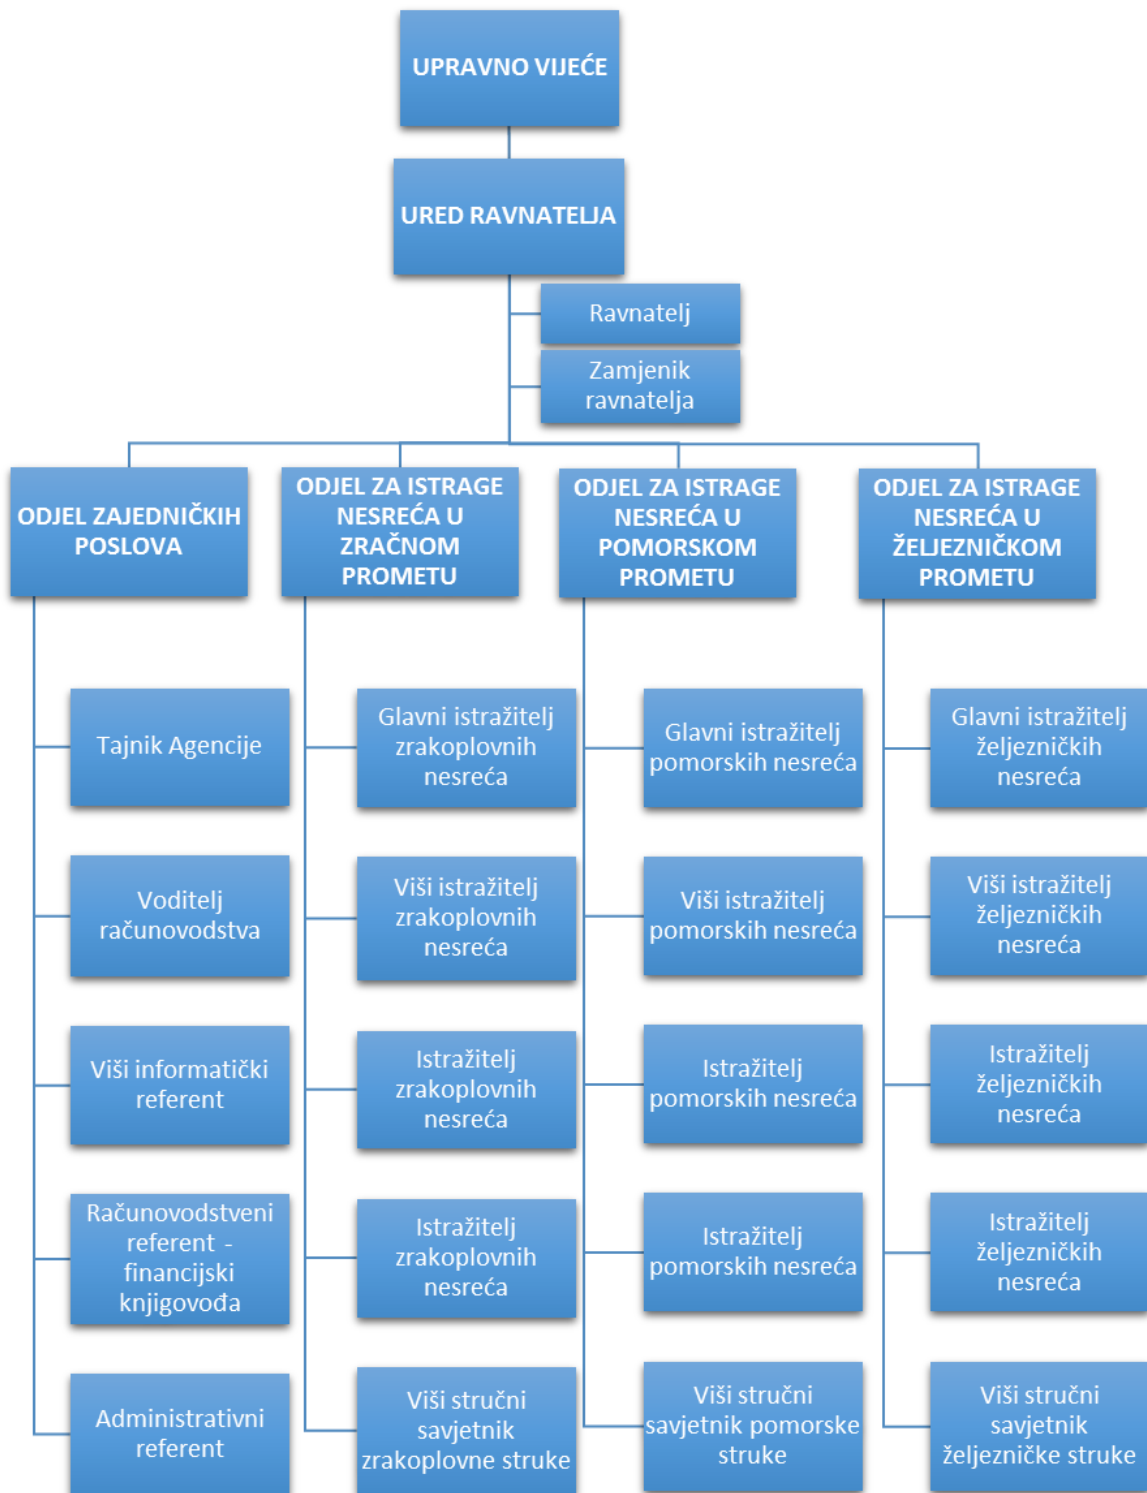 UPRAVNO VIJEĆE
URED RAVNATELJA
Ravnatelj
Zamjenik
ravnatelja
ODJEL ZAJEDNIČKIH
POSLOVA
ODJEL ZA ISTRAGE
NESREĆA U
ZRAČNOM
PROMETU
ODJEL ZA ISTRAGE
NESREĆA U
POMORSKOM
PROMETU
ODJEL ZA ISTRAGE
NESREĆA U
ŽELJEZNIČKOM
PROMETU
Tajnik Agencije
Voditelj
računovodstva
Viši informatički
referent
Računovodstveni
referent -
financijski
knjigovođa
Administrativni
referent
Glavni istražitelj
zrakoplovnih
nesreća
Viši istražitelj
zrakoplovnih
nesreća
Istražitelj
zrakoplovnih
nesreća
Istražitelj
zrakoplovnih
nesreća
Viši stručni
savjetnik
zrakoplovne struke
Glavni istražitelj
pomorskih nesreća
Viši istražitelj
pomorskih nesreća
Istražitelj
pomorskih nesreća
Istražitelj
pomorskih nesreća
Viši stručni
savjetnik pomorske
struke
Glavni istražitelj
željezničkih
nesreća
Viši istražitelj
željezničkih
nesreća
Istražitelj
željezničkih
nesreća
Istražitelj
željezničkih
nesreća
Viši stručni
savjetnik
željezničke struke